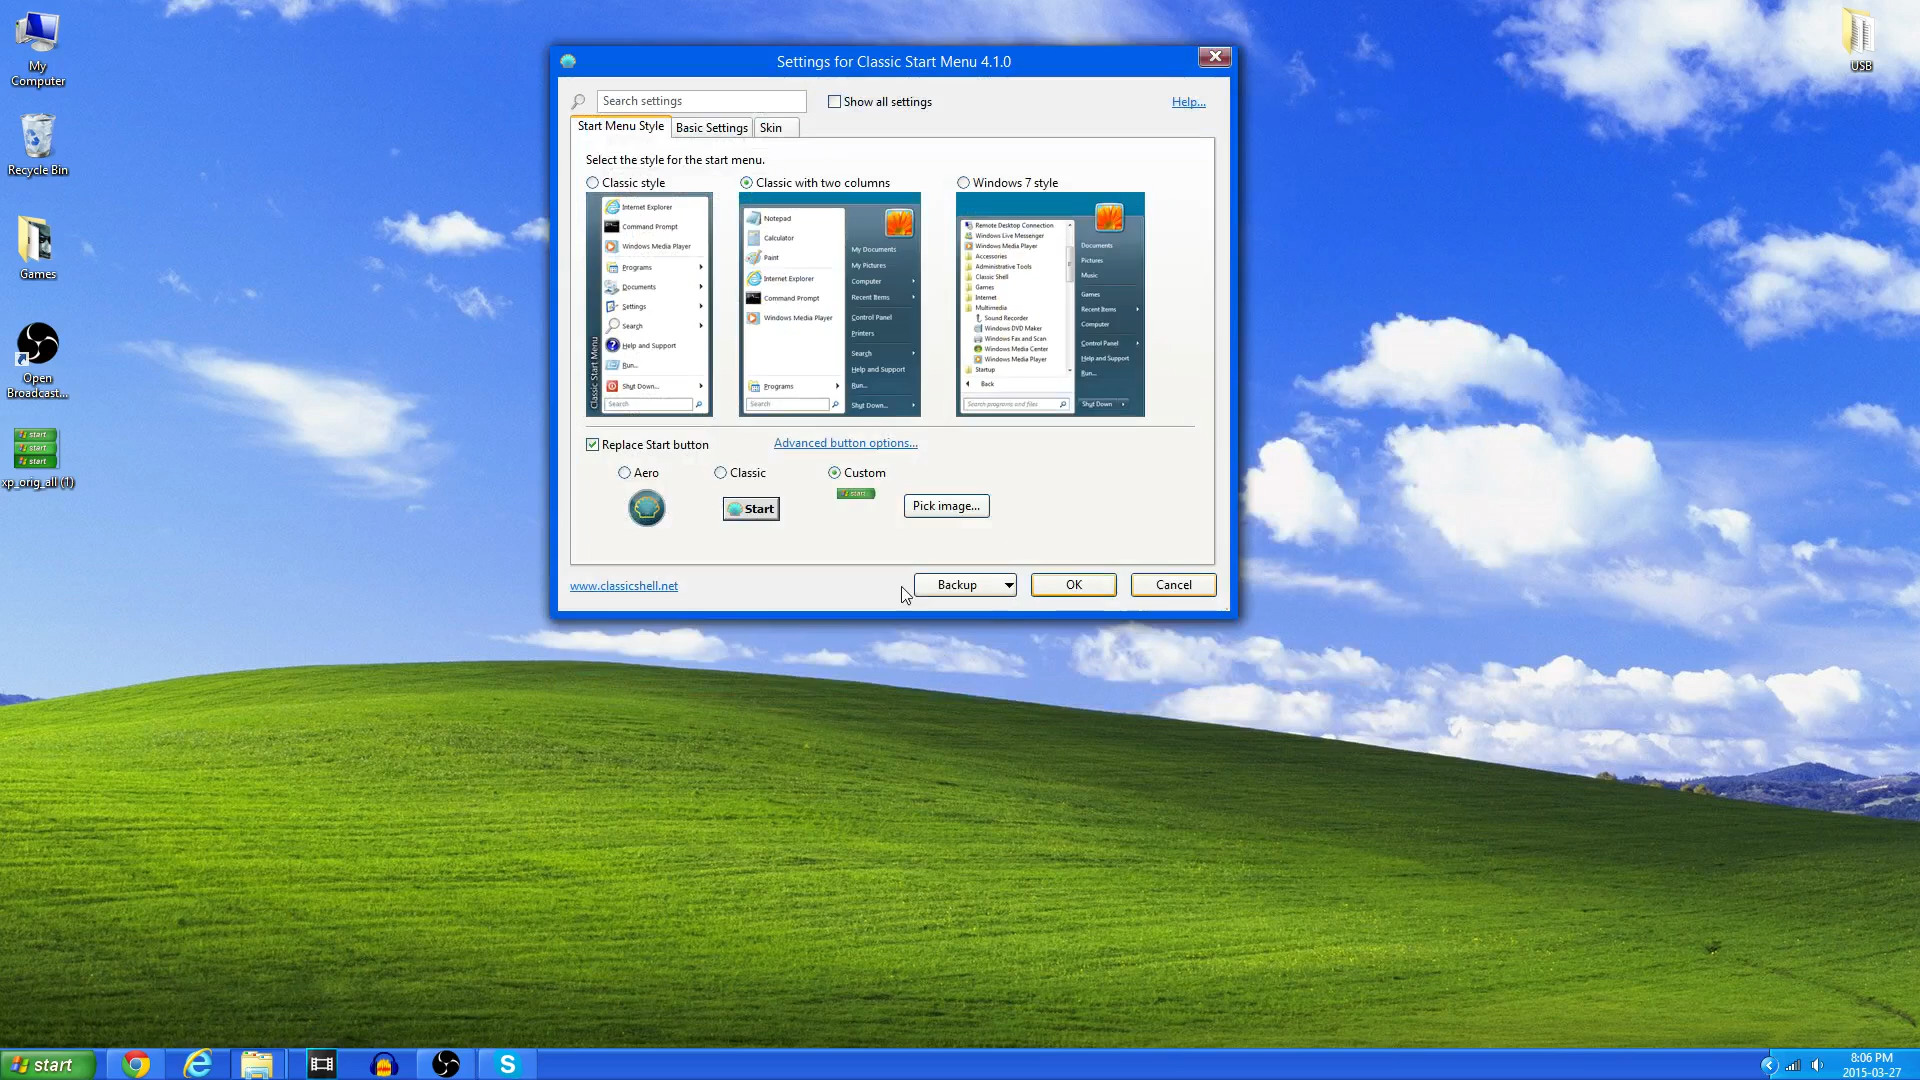 My
Computer
Recycle Bin
Games
Open
Broadcast...
start
start
start
xp_orig_all (1)
USB
Settings for Classic Start Menu 4.1.0
Search settings
Show all settings
Help...
Start Menu Style
Basic Settings
Skin
Select the style for the start menu.
Classic style
Classic with two columns
Windows 7 style
Internet Explorer
Command Prompt
Windows Media Player
Programs
Documents
Settings
Search
Help and Support
Run...
Shut Down...
Search
Classic Start Menu
Notepad
Calculator
Paint
Internet Explorer
Command Prompt
Windows Media Player
Programs
Search
My Documents
My Pictures
Computer
Recent Items
Control Panel
Printers
Search
Help and Support
Run...
Shut Down...
Remote Desktop Connection
Windows Live Messenger
Windows Media Player
Accessories
Administrative Tools
Classic Shell
Games
Internet
Multimedia
Sound Recorder
Windows DVD Maker
Windows Fax and Scan
Windows Media Center
Windows Media Player
Startup
Back
Search programs and files
Documents
Pictures
Music
Games
Recent Items
Computer
Control Panel
Help and Support
Run...
Shut Down
Replace Start button
Advanced button options...
Aero
Classic
Custom
Start
start
Pick image...
www.classicshell.net
Backup
OK
Cancel
start
S
8:06 PM
2015-03-27